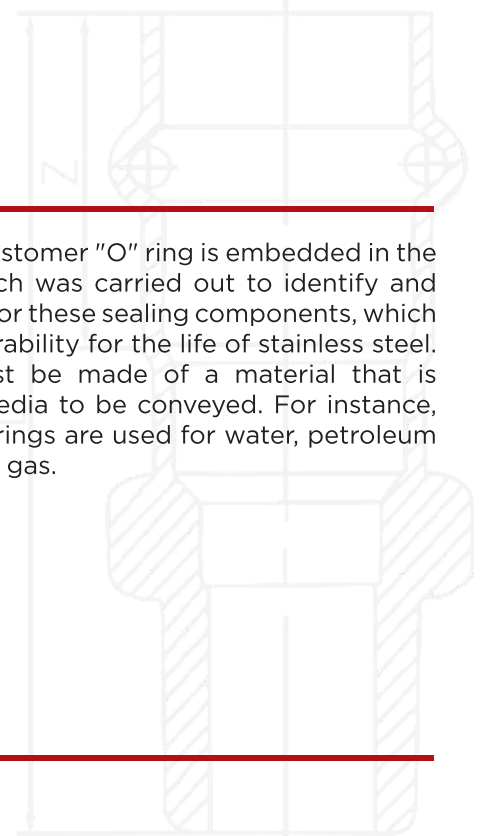 stomer "O" ring is embedded in the
ch was carried out to identify and
or these sealing components, which
rability for the life of stainless steel.
st be made of a material that is
edia to be conveyed. For instance,
rings are used for water, petroleum
gas.
Z